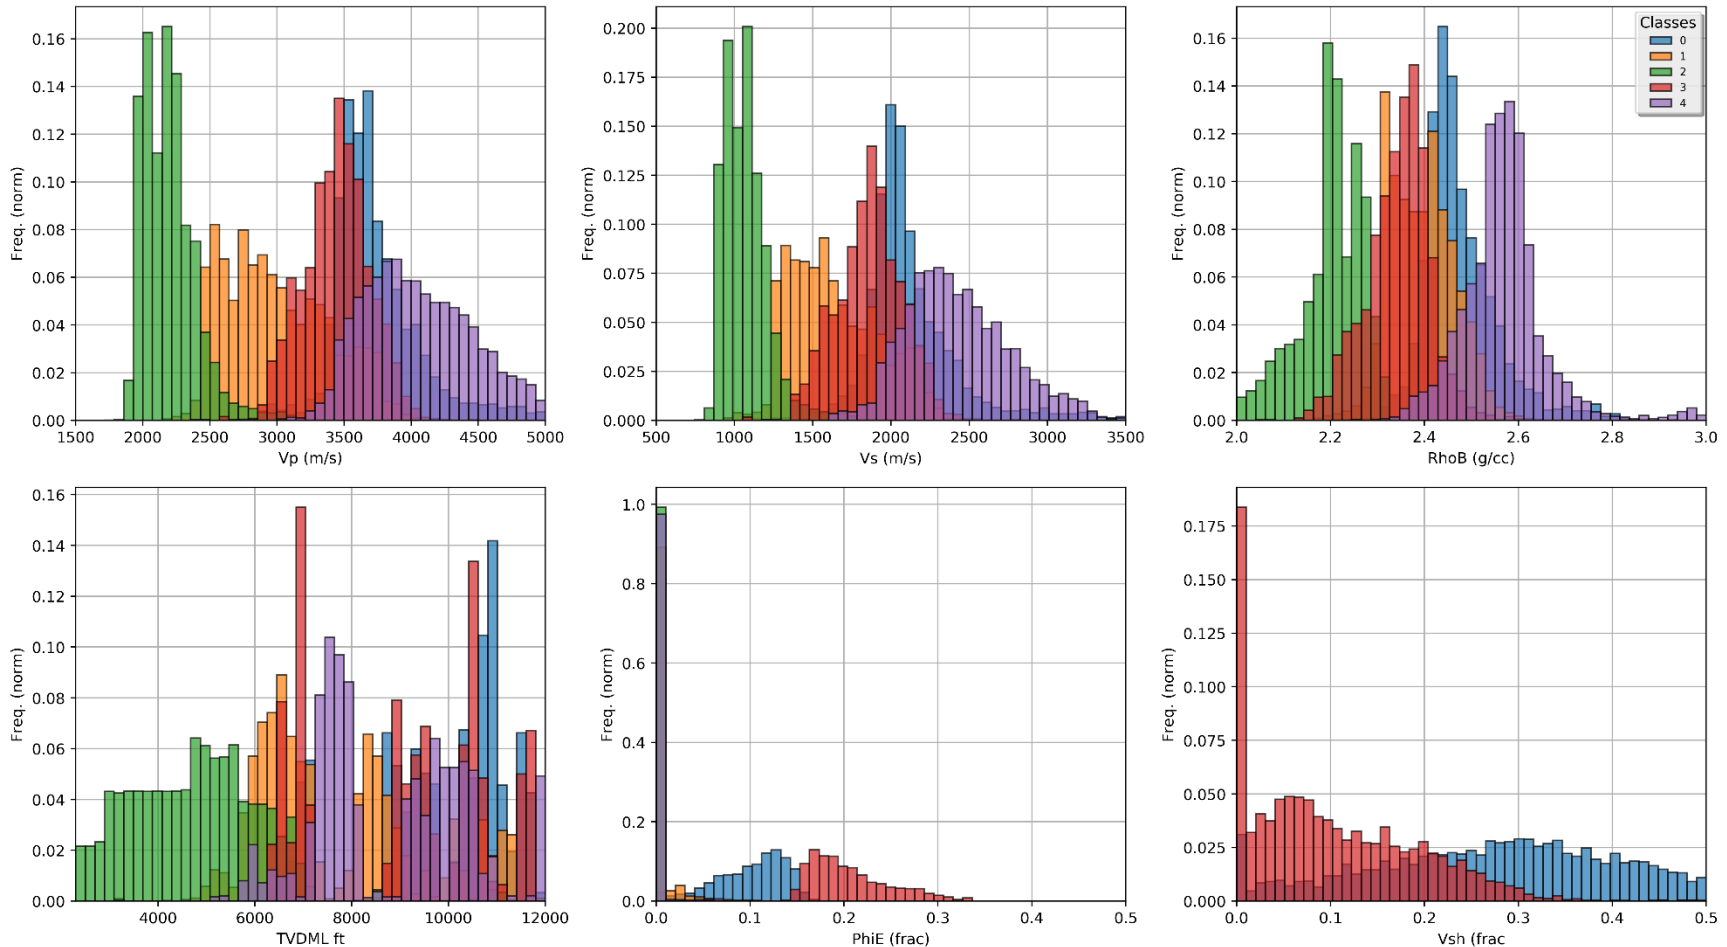 0.16
0.14
0.12
0.10
0.08
0.06
0.04
0.02
0.00
Freq. (norm)
1500 2000 2500 3000 3500 4000 4500 5000
Vp (m/s)
0.200
0.175
0.150
0.125
0.100
0.075
0.050
0.025
0.000
Freq. (norm)
500 1000 1500 2000 2500 3000 3500
Vs (m/s)
0.16
0.14
0.12
0.10
0.08
0.06
0.04
0.02
0.00
Freq. (norm)
2.0 2.2 2.4 2.6 2.8 3.0
RhoB (g/cc)
Classes
0
1
2
3
4
0.16
0.14
0.12
0.10
0.08
0.06
0.04
0.02
0.00
Freq. (norm)
4000 6000 8000 10000 12000
TVDML ft
1.0
0.8
0.6
0.4
0.2
0.0
Freq. (norm)
0.0 0.1 0.2 0.3 0.4 0.5
PhiE (frac)
0.175
0.150
0.125
0.100
0.075
0.050
0.025
0.000
Freq. (norm)
0.0 0.1 0.2 0.3 0.4 0.5
Vsh (frac